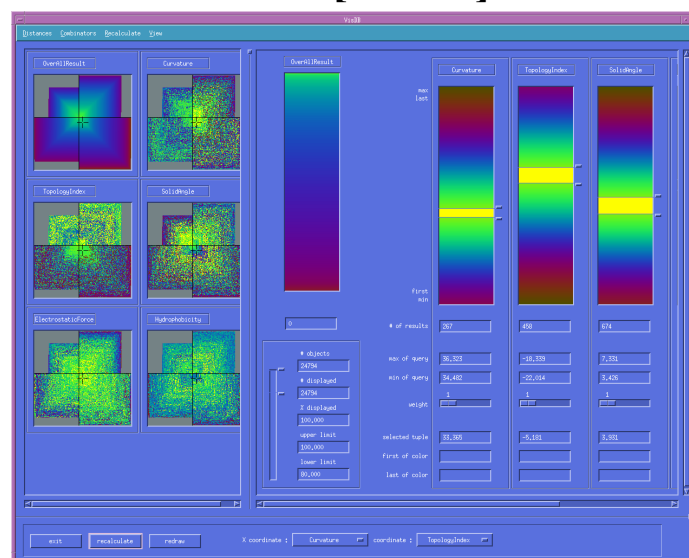 VisDB
Distances Combinators Recalculate View
OverAllResult
Curvature
TopologyIndex
SolidAngle
ElectrostaticForce
Hydrophobicity
OverAllResult
0
# objects
24794
# displayed
24794
% displayed
100,000
upper limit
100,000
lower limit
80,000
max
last
first
min
# of results
max of query
min of query
weight
selected tuple
first of color
last of color
Curvature
267
36,323
34,482
1
33,365
TopologyIndex
450
-18,339
-22,014
1
-5,181
SolidAngle
674
7,331
3,426
1
3,931
exit recalculate redraw X coordinate : Curvature coordinate : TopologyIndex